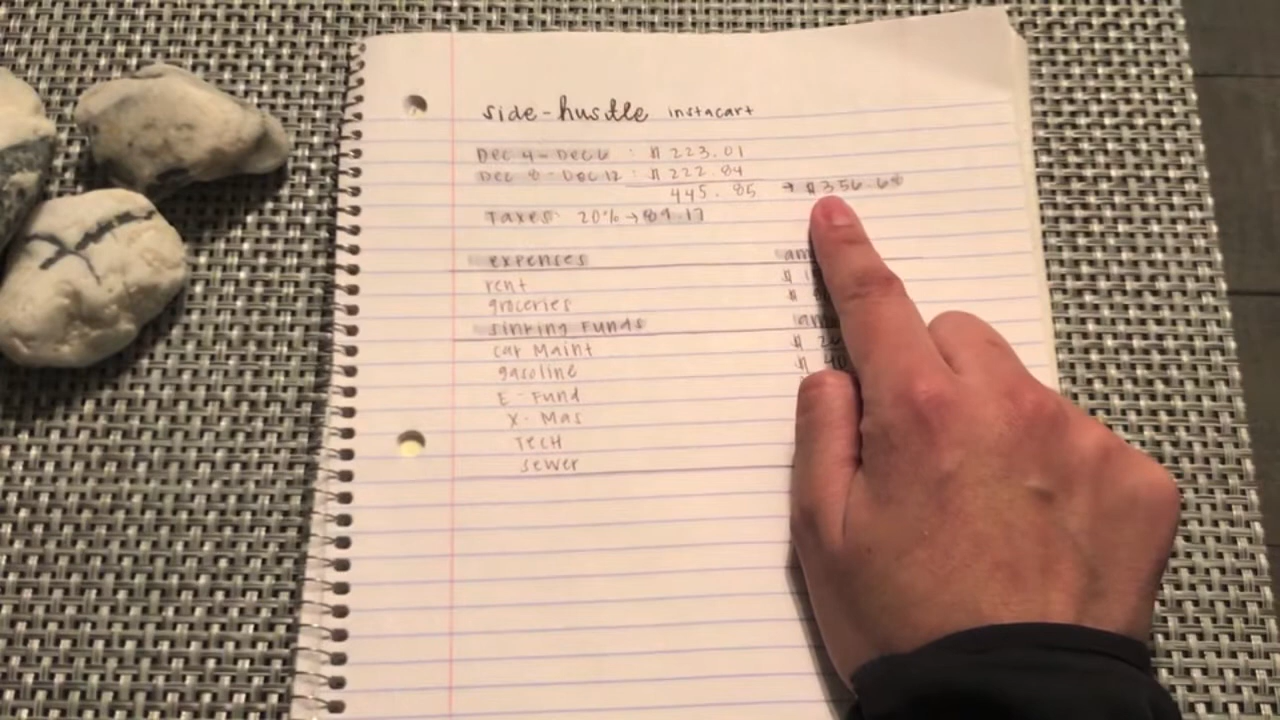 side-hustle instacart
Dec 4 - Dec 6 : $ 223.01
Dec 8 - Dec 12 : $ 222.84
445.85 → $356.68
Taxes: 20% → 89.17
expenses
rent
groceries
sinking Funds
car Maint
gasoline
E-Fund
X-Mas
TECH
sewer